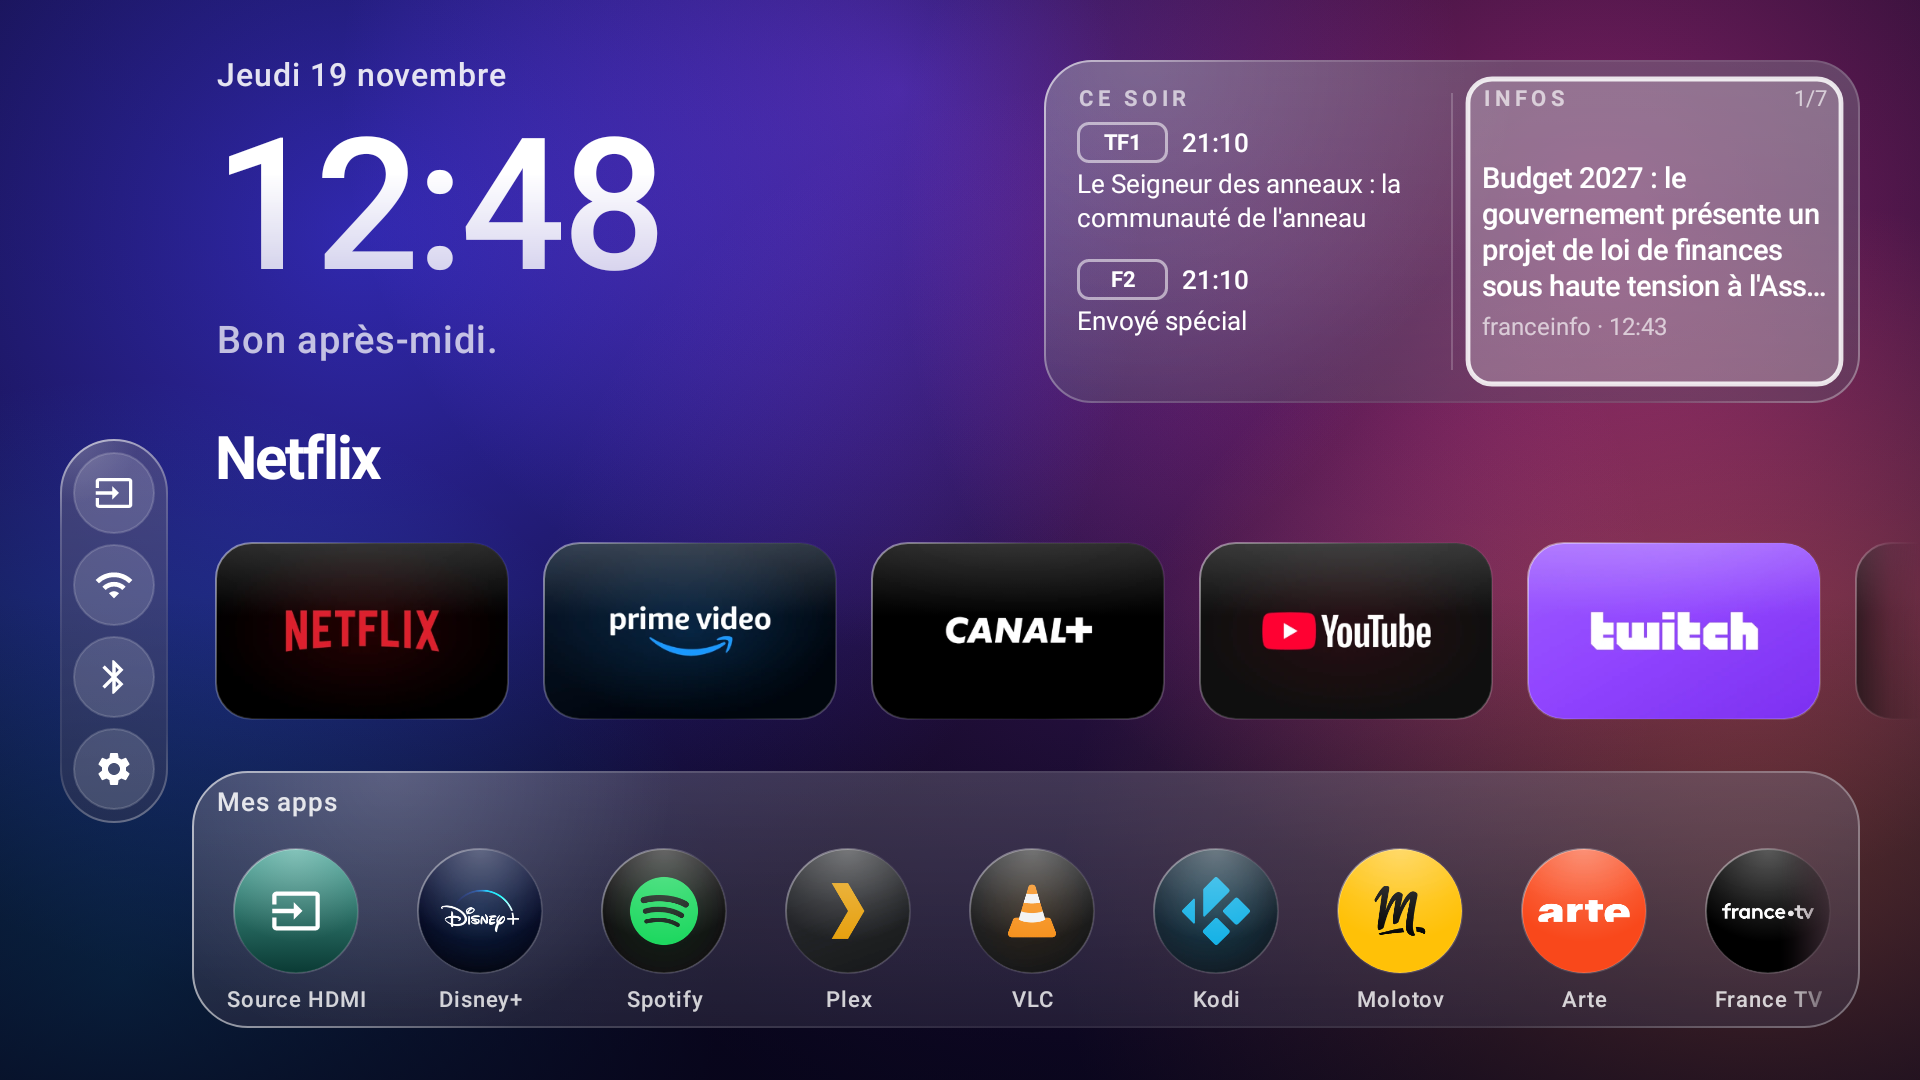 Jeudi 19 novembre
12:48
Bon après-midi.
CE SOIR
TF1 21:10
Le Seigneur des anneaux : la
communauté de l'anneau
F2 21:10
Envoyé spécial
INFOS 1/7
Budget 2027 : le
gouvernement présente un
projet de loi de finances
sous haute tension à l'Ass...
franceinfo · 12:43
Netflix
NETFLIX
prime video
CANAL+
YouTube
twitch
Mes apps
Disney+
M.
arte
france•tv
Source HDMI
Disney+
Spotify
Plex
VLC
Kodi
Molotov
Arte
France TV